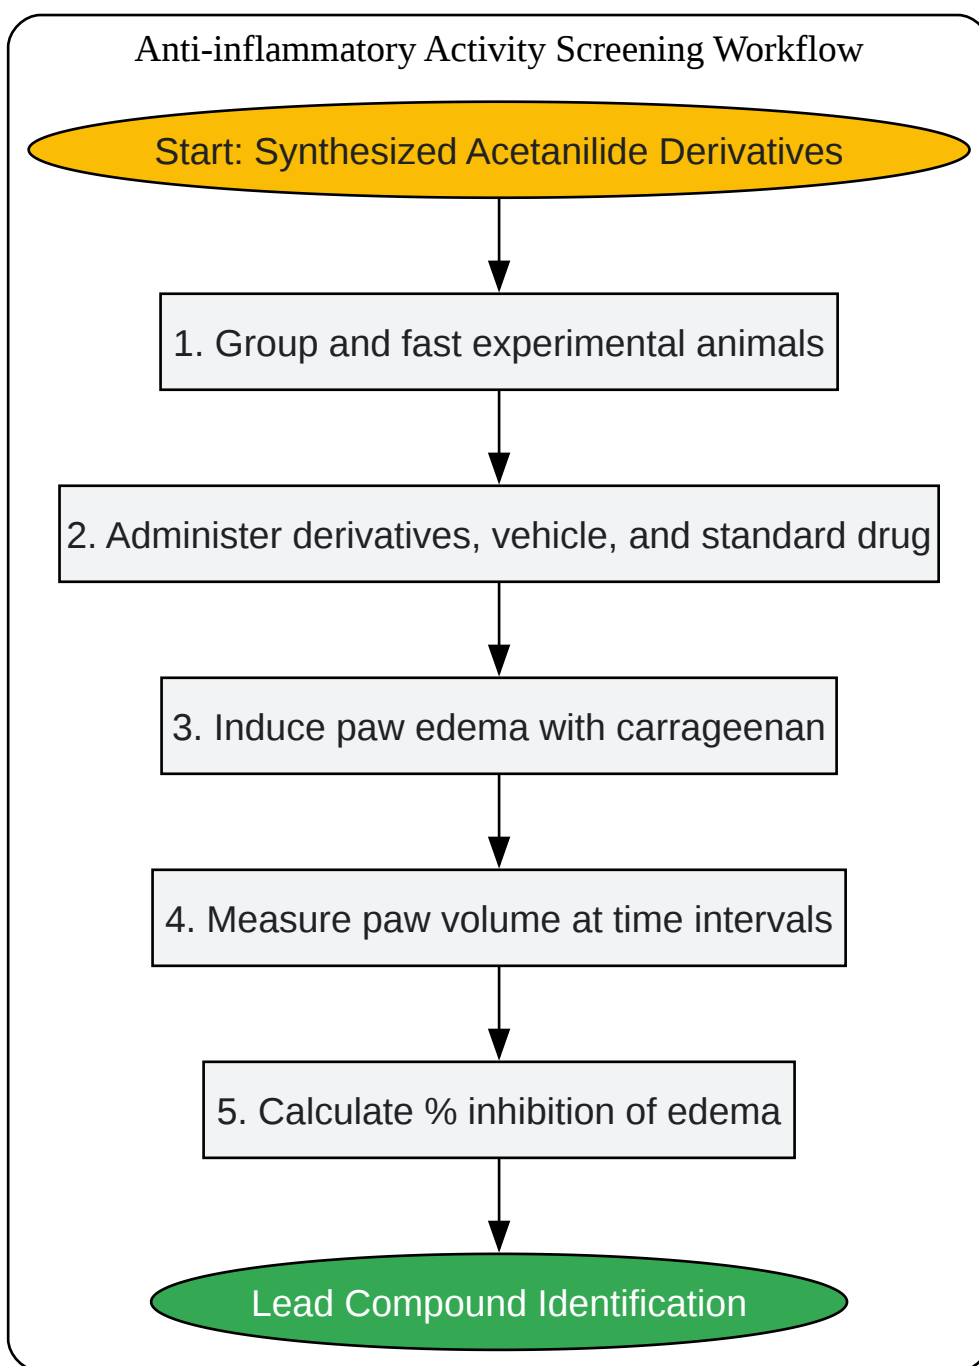 Anti-inflammatory Activity Screening Workflow
Start: Synthesized Acetanilide Derivatives
1. Group and fast experimental animals
2. Administer derivatives, vehicle, and standard drug
3. Induce paw edema with carrageenan
4. Measure paw volume at time intervals
5. Calculate % inhibition of edema
Lead Compound Identification